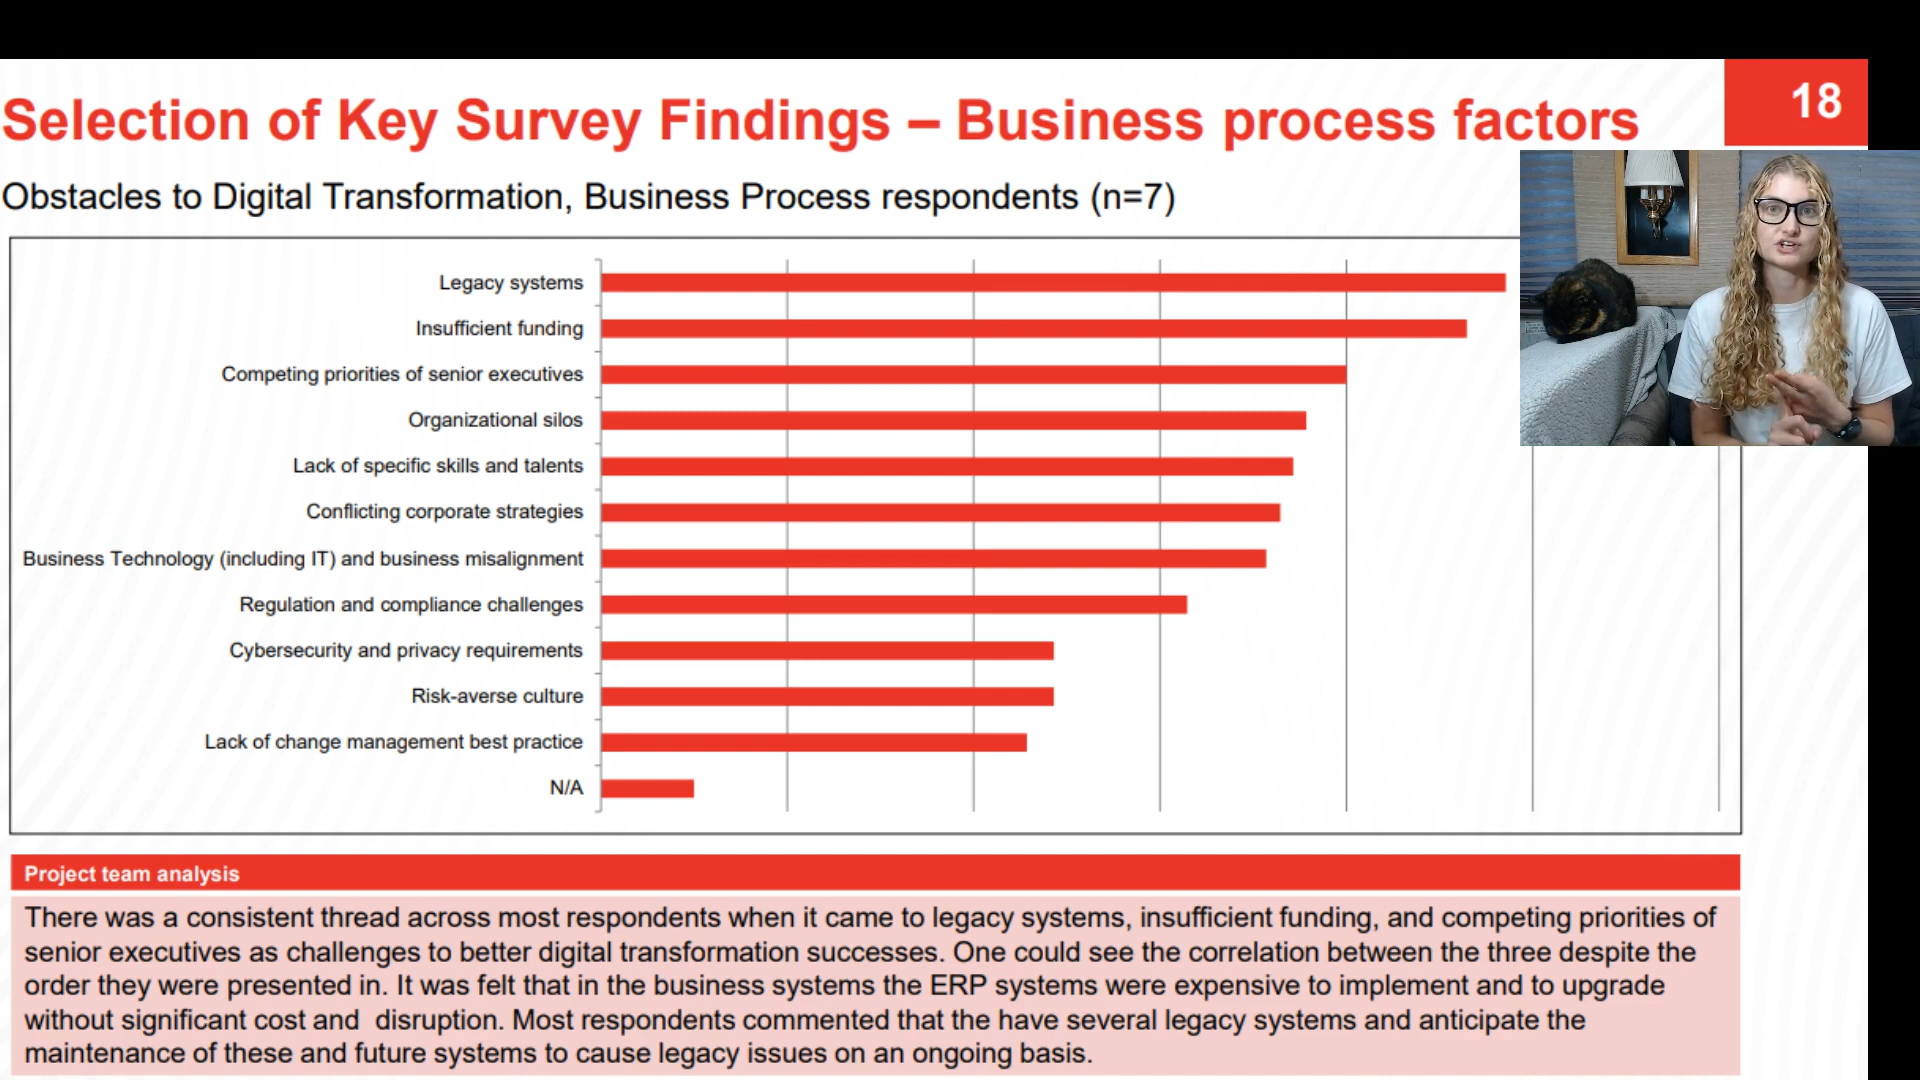 Selection of Key Survey Findings – Business process factors
18
Obstacles to Digital Transformation, Business Process respondents (n=7)
Legacy systems
Insufficient funding
Competing priorities of senior executives
Organizational silos
Lack of specific skills and talents
Conflicting corporate strategies
Business Technology (including IT) and business misalignment
Regulation and compliance challenges
Cybersecurity and privacy requirements
Risk-averse culture
Lack of change management best practice
N/A
Project team analysis
There was a consistent thread across most respondents when it came to legacy systems, insufficient funding, and competing priorities of
senior executives as challenges to better digital transformation successes. One could see the correlation between the three despite the
order they were presented in. It was felt that in the business systems the ERP systems were expensive to implement and to upgrade
without significant cost and  disruption. Most respondents commented that the have several legacy systems and anticipate the
maintenance of these and future systems to cause legacy issues on an ongoing basis.